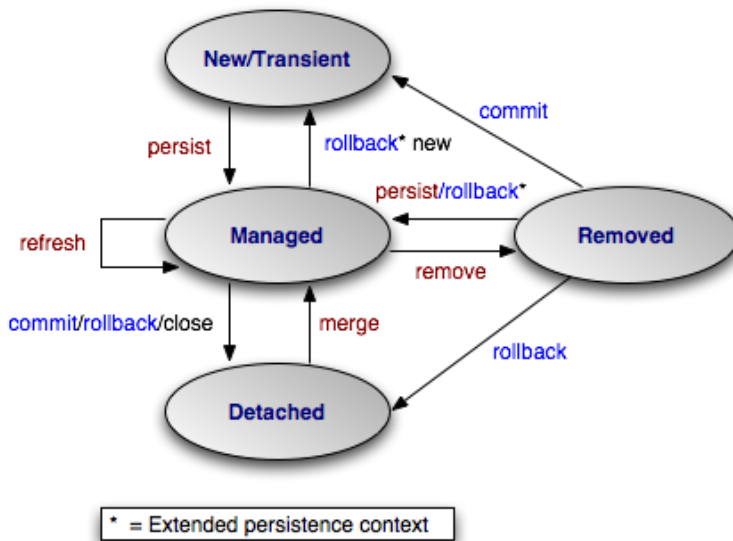 New/Transient
commit
persist
rollback* new
persist/rollback*
refresh
Managed
Removed
remove
commit/rollback/close
merge
rollback
Detached
* = Extended persistence context